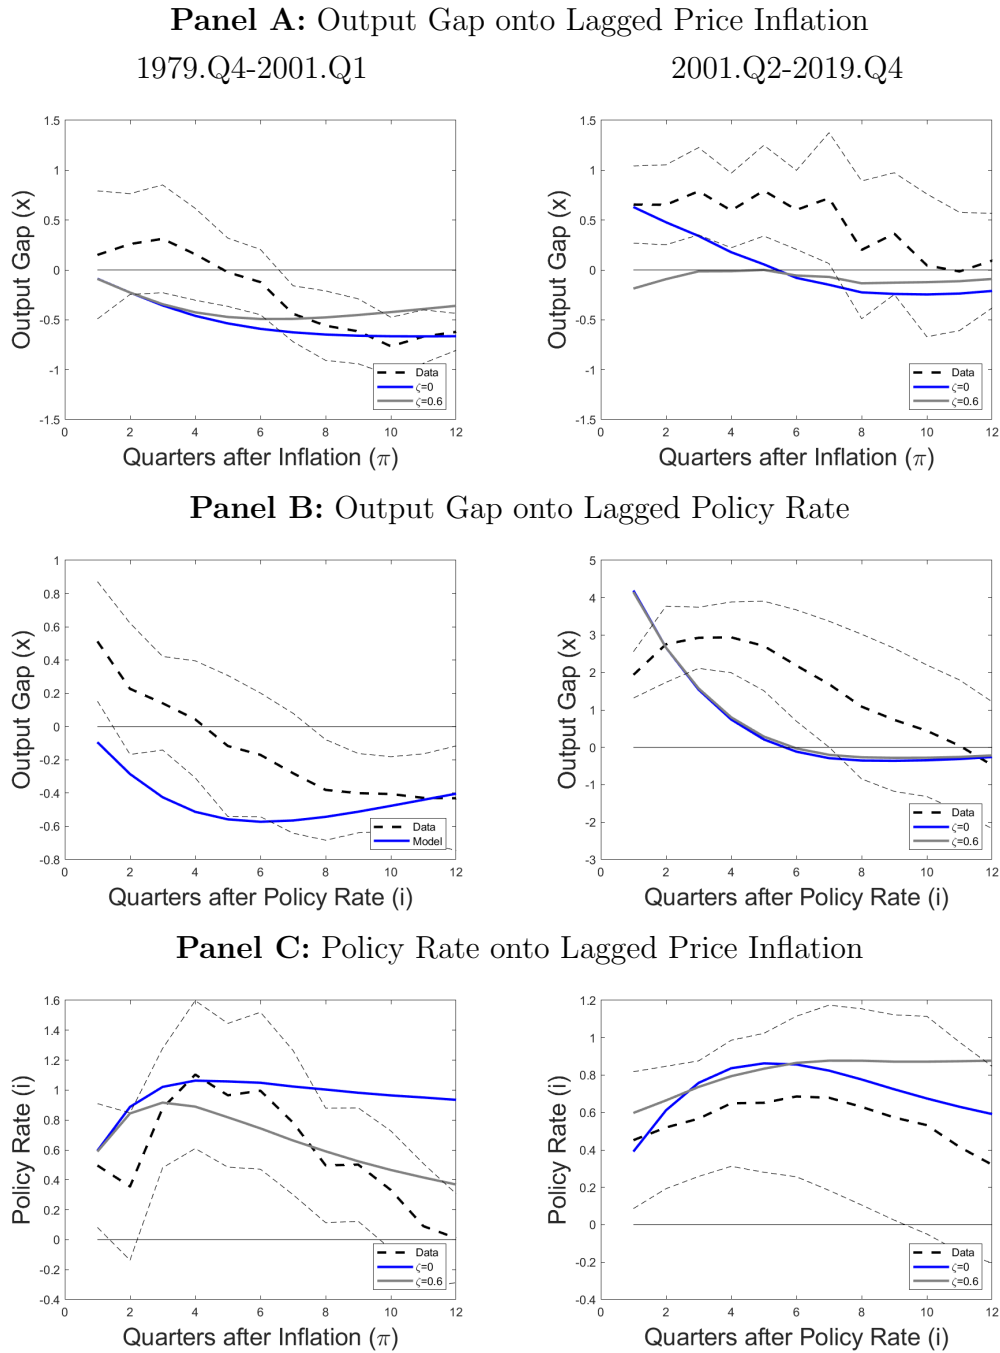 Panel A: Output Gap onto Lagged Price Inflation
1979.Q4-2001.Q1
2001.Q2-2019.Q4
1.5
1
0.5
0
-0.5
-1
-1.5
Output Gap (x)
0 2 4 6 8 10 12
Quarters after Inflation (π)
Data
ζ=0
ζ=0.6
1.5
1
0.5
0
-0.5
-1
-1.5
Output Gap (x)
0 2 4 6 8 10 12
Quarters after Inflation (π)
Data
ζ=0
ζ=0.6
Panel B: Output Gap onto Lagged Policy Rate
1
0.8
0.6
0.4
0.2
0
-0.2
-0.4
-0.6
-0.8
Output Gap (x)
0 2 4 6 8 10 12
Quarters after Policy Rate (i)
Data
Model
5
4
3
2
1
0
-1
-2
-3
Output Gap (x)
0 2 4 6 8 10 12
Quarters after Policy Rate (i)
Data
ζ=0
ζ=0.6
Panel C: Policy Rate onto Lagged Price Inflation
1.6
1.4
1.2
1
0.8
0.6
0.4
0.2
0
-0.2
-0.4
Policy Rate (i)
0 2 4 6 8 10 12
Quarters after Inflation (π)
Data
ζ=0
ζ=0.6
1.2
1
0.8
0.6
0.4
0.2
0
-0.2
-0.4
Policy Rate (i)
0 2 4 6 8 10 12
Quarters after Policy Rate (i)
Data
ζ=0
ζ=0.6